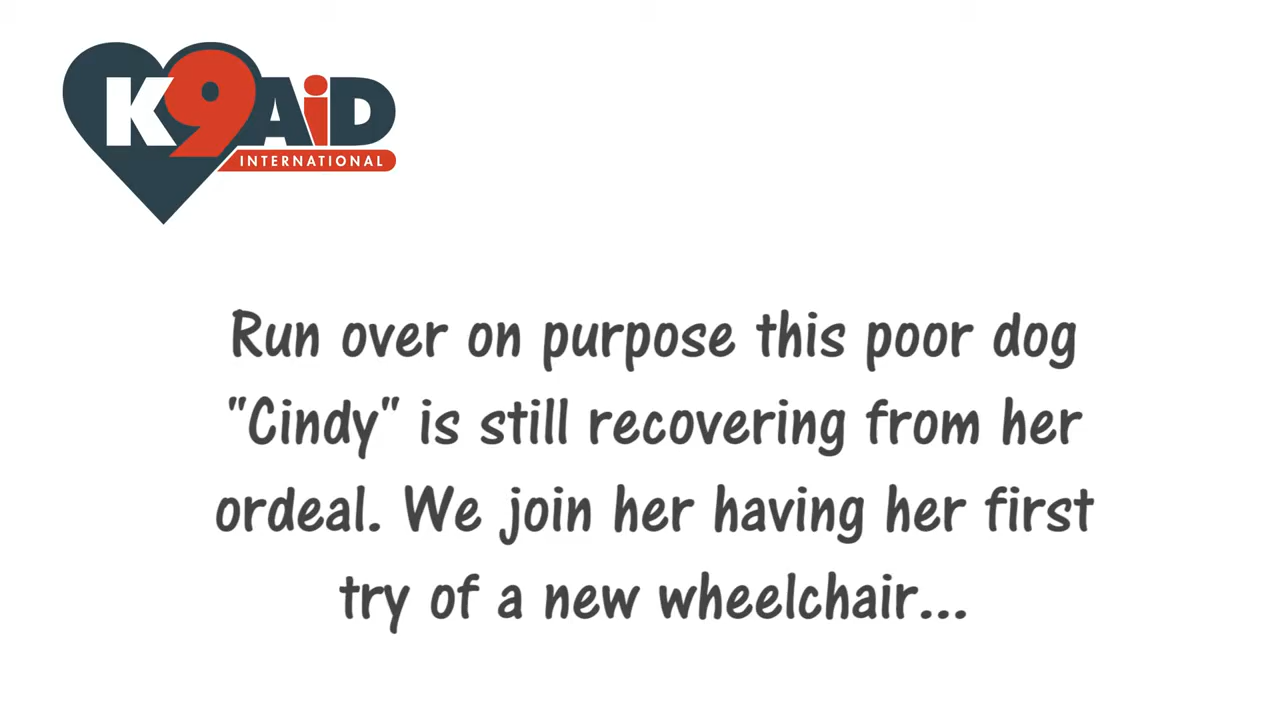 K9AiD
INTERNATIONAL
Run over on purpose this poor dog
"Cindy" is still recovering from her
ordeal. We join her having her first
try of a new wheelchair...